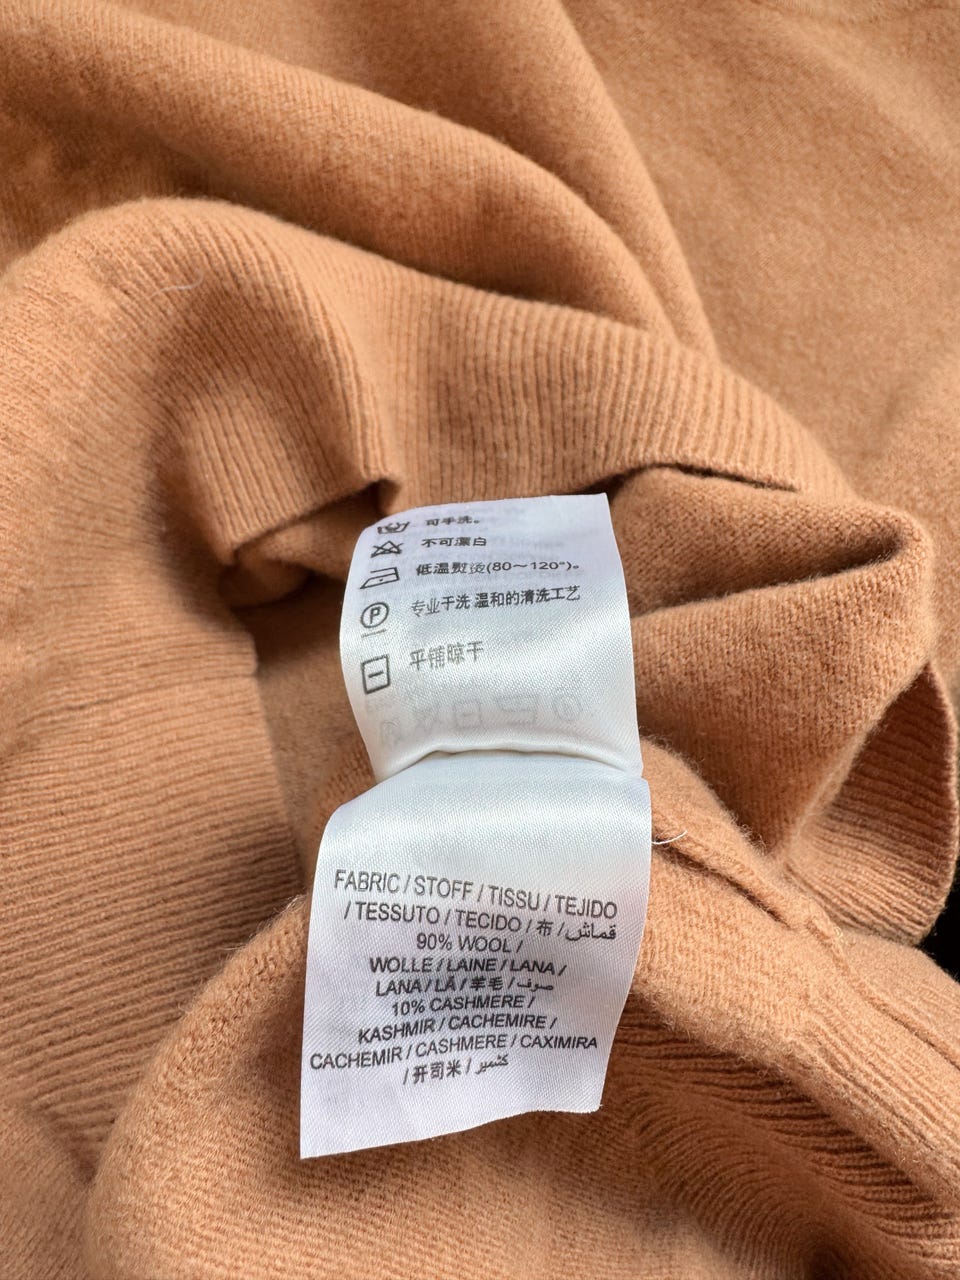 可手洗。
不可漂白
低温熨烫(80～120°)。
P 专业干洗 温和的清洗工艺
平铺晾干
FABRIC / STOFF / TISSU / TEJIDO
/ TESSUTO / TECIDO / 布 / قماش
90% WOOL /
WOLLE / LAINE / LANA /
LANA / LÃ / 羊毛 / صوف
10% CASHMERE /
KASHMIR / CACHEMIRE /
CACHEMIR / CASHMERE / CAXIMIRA
/ 开司米 / كشمير